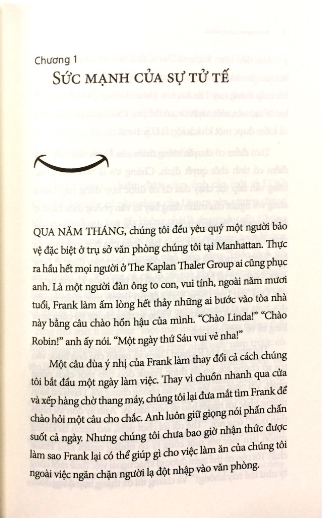 Chương 1
SỨC MẠNH CỦA SỰ TỬ TẾ
QUA NĂM THÁNG, chúng tôi đều yêu quý một người bảo
vệ đặc biệt ở trụ sở văn phòng chúng tôi tại Manhattan. Thực
ra hầu hết mọi người ở The Kaplan Thaler Group ai cũng phục
anh. Là một người đàn ông to con, vui tính, ngoài năm mươi
tuổi, Frank làm ấm lòng hết thảy những ai bước vào tòa nhà
này bằng câu chào hồn hậu của mình. “Chào Linda!” “Chào
Robin!” anh ấy nói. “Một ngày thứ Sáu vui vẻ nha!”
Một câu đùa ý nhị của Frank làm thay đổi cả cách chúng
tôi bắt đầu một ngày làm việc. Thay vì chuồn nhanh qua cửa
và xếp hàng chờ thang máy, chúng tôi lại đưa mắt tìm Frank để
chào hỏi một câu cho chắc. Anh luôn giữ giọng nói phấn chấn
suốt cả ngày. Nhưng chúng tôi chưa bao giờ nhận thức được
làm sao Frank lại có thể giúp gì cho việc làm ăn của chúng tôi
ngoài việc ngăn chặn người lạ đột nhập vào văn phòng.